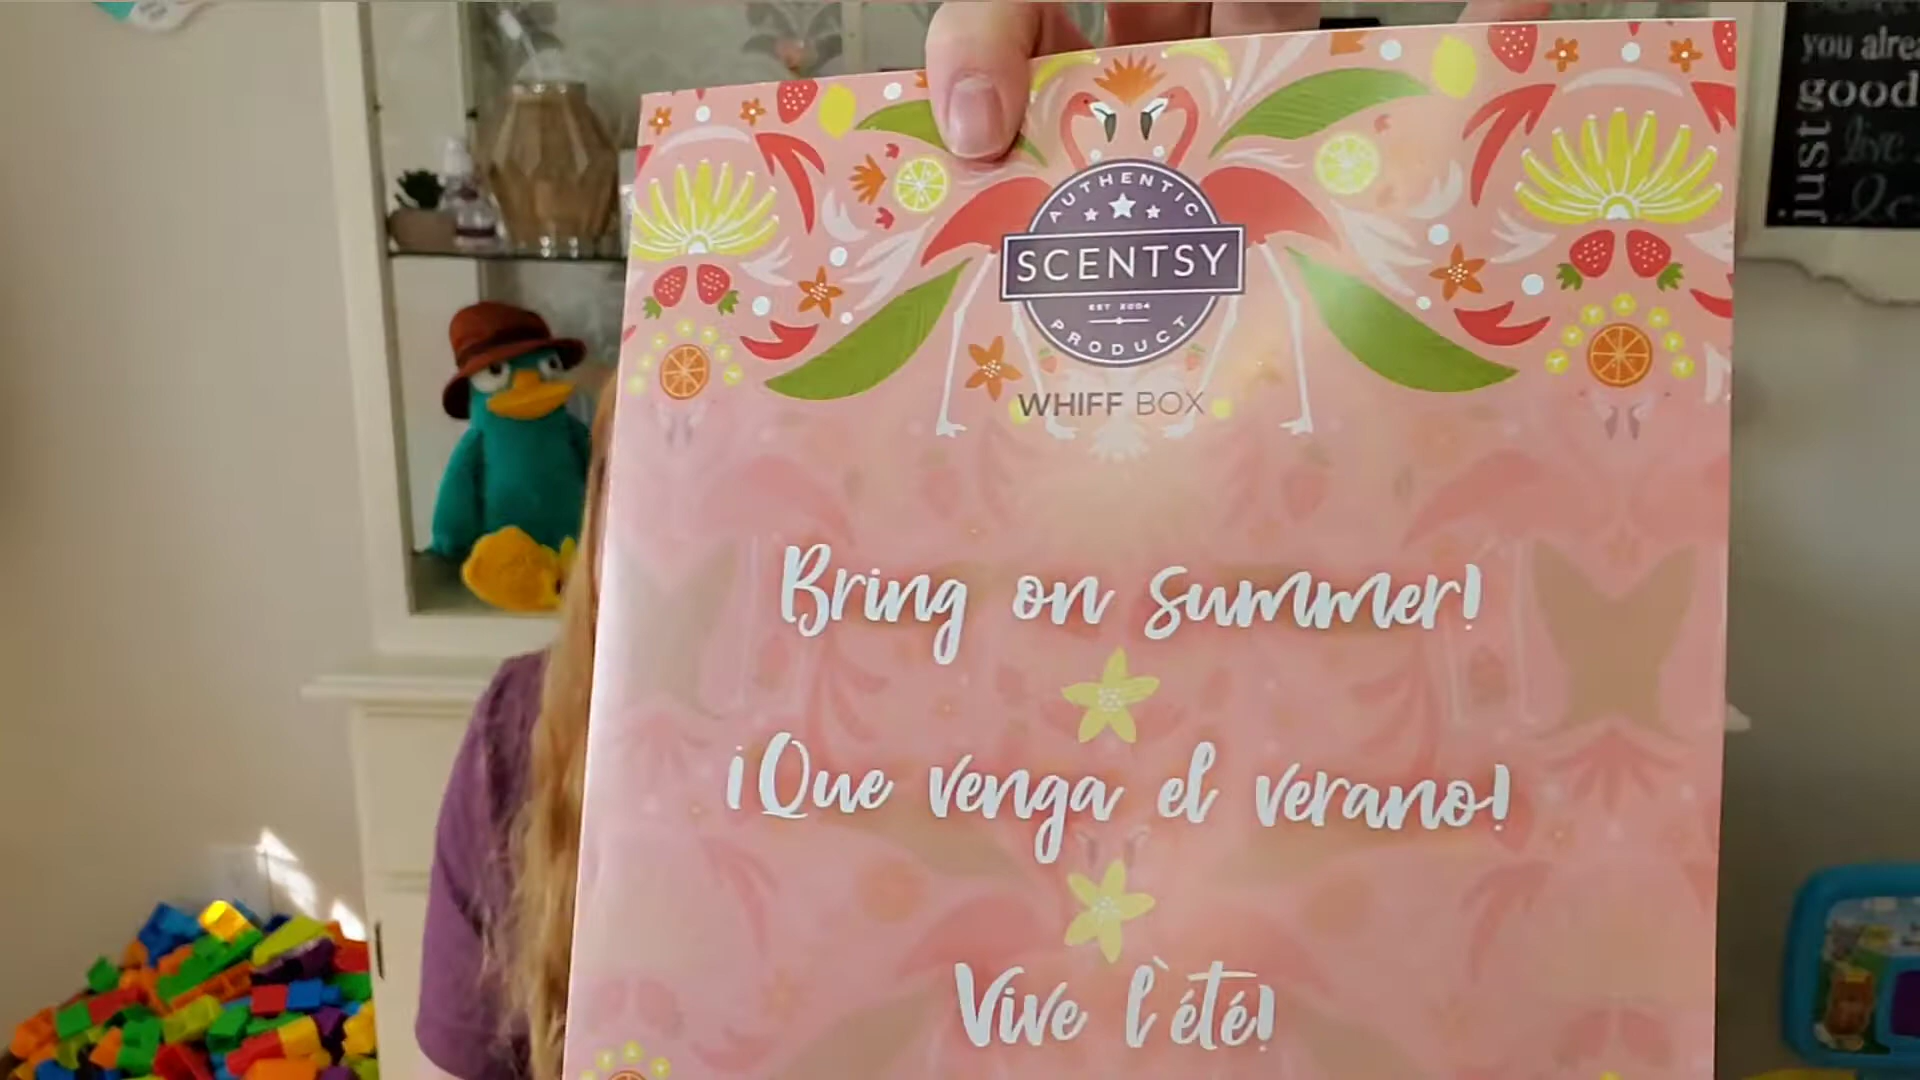 AUTHENTIC
SCENTSY
EST 2004
PRODUCT
WHIFF BOX
Bring on summer!
¡Que venga el verano!
Vive l'été!
you
good
just